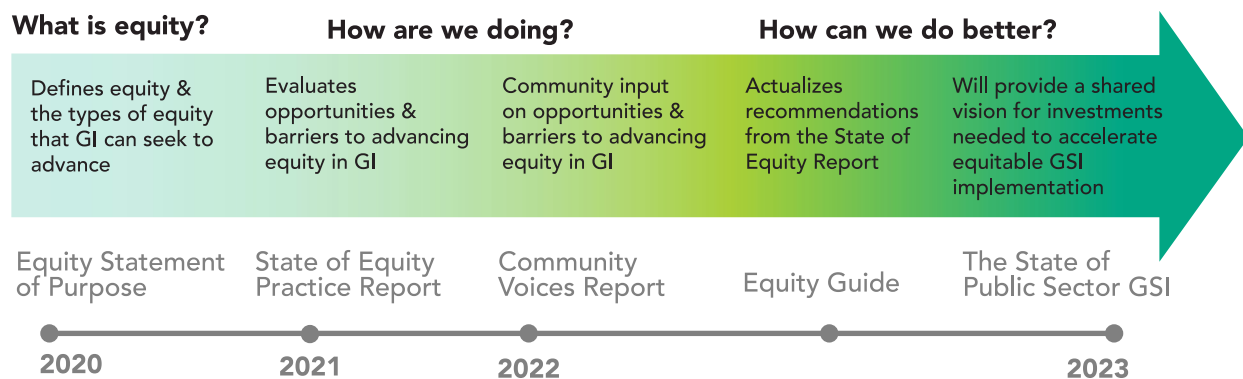 What is equity?
How are we doing?
How can we do better?
Defines equity &
the types of equity
that GI can seek to
advance
Evaluates
opportunities &
barriers to advancing
equity in GI
Community input
on opportunities &
barriers to advancing
equity in GI
Actualizes
recommendations
from the State of
Equity Report
Will provide a shared
vision for investments
needed to accelerate
equitable GSI
implementation
Equity Statement
of Purpose
State of Equity
Practice Report
Community
Voices Report
Equity Guide
The State of
Public Sector GSI
2020
2021
2022
2023